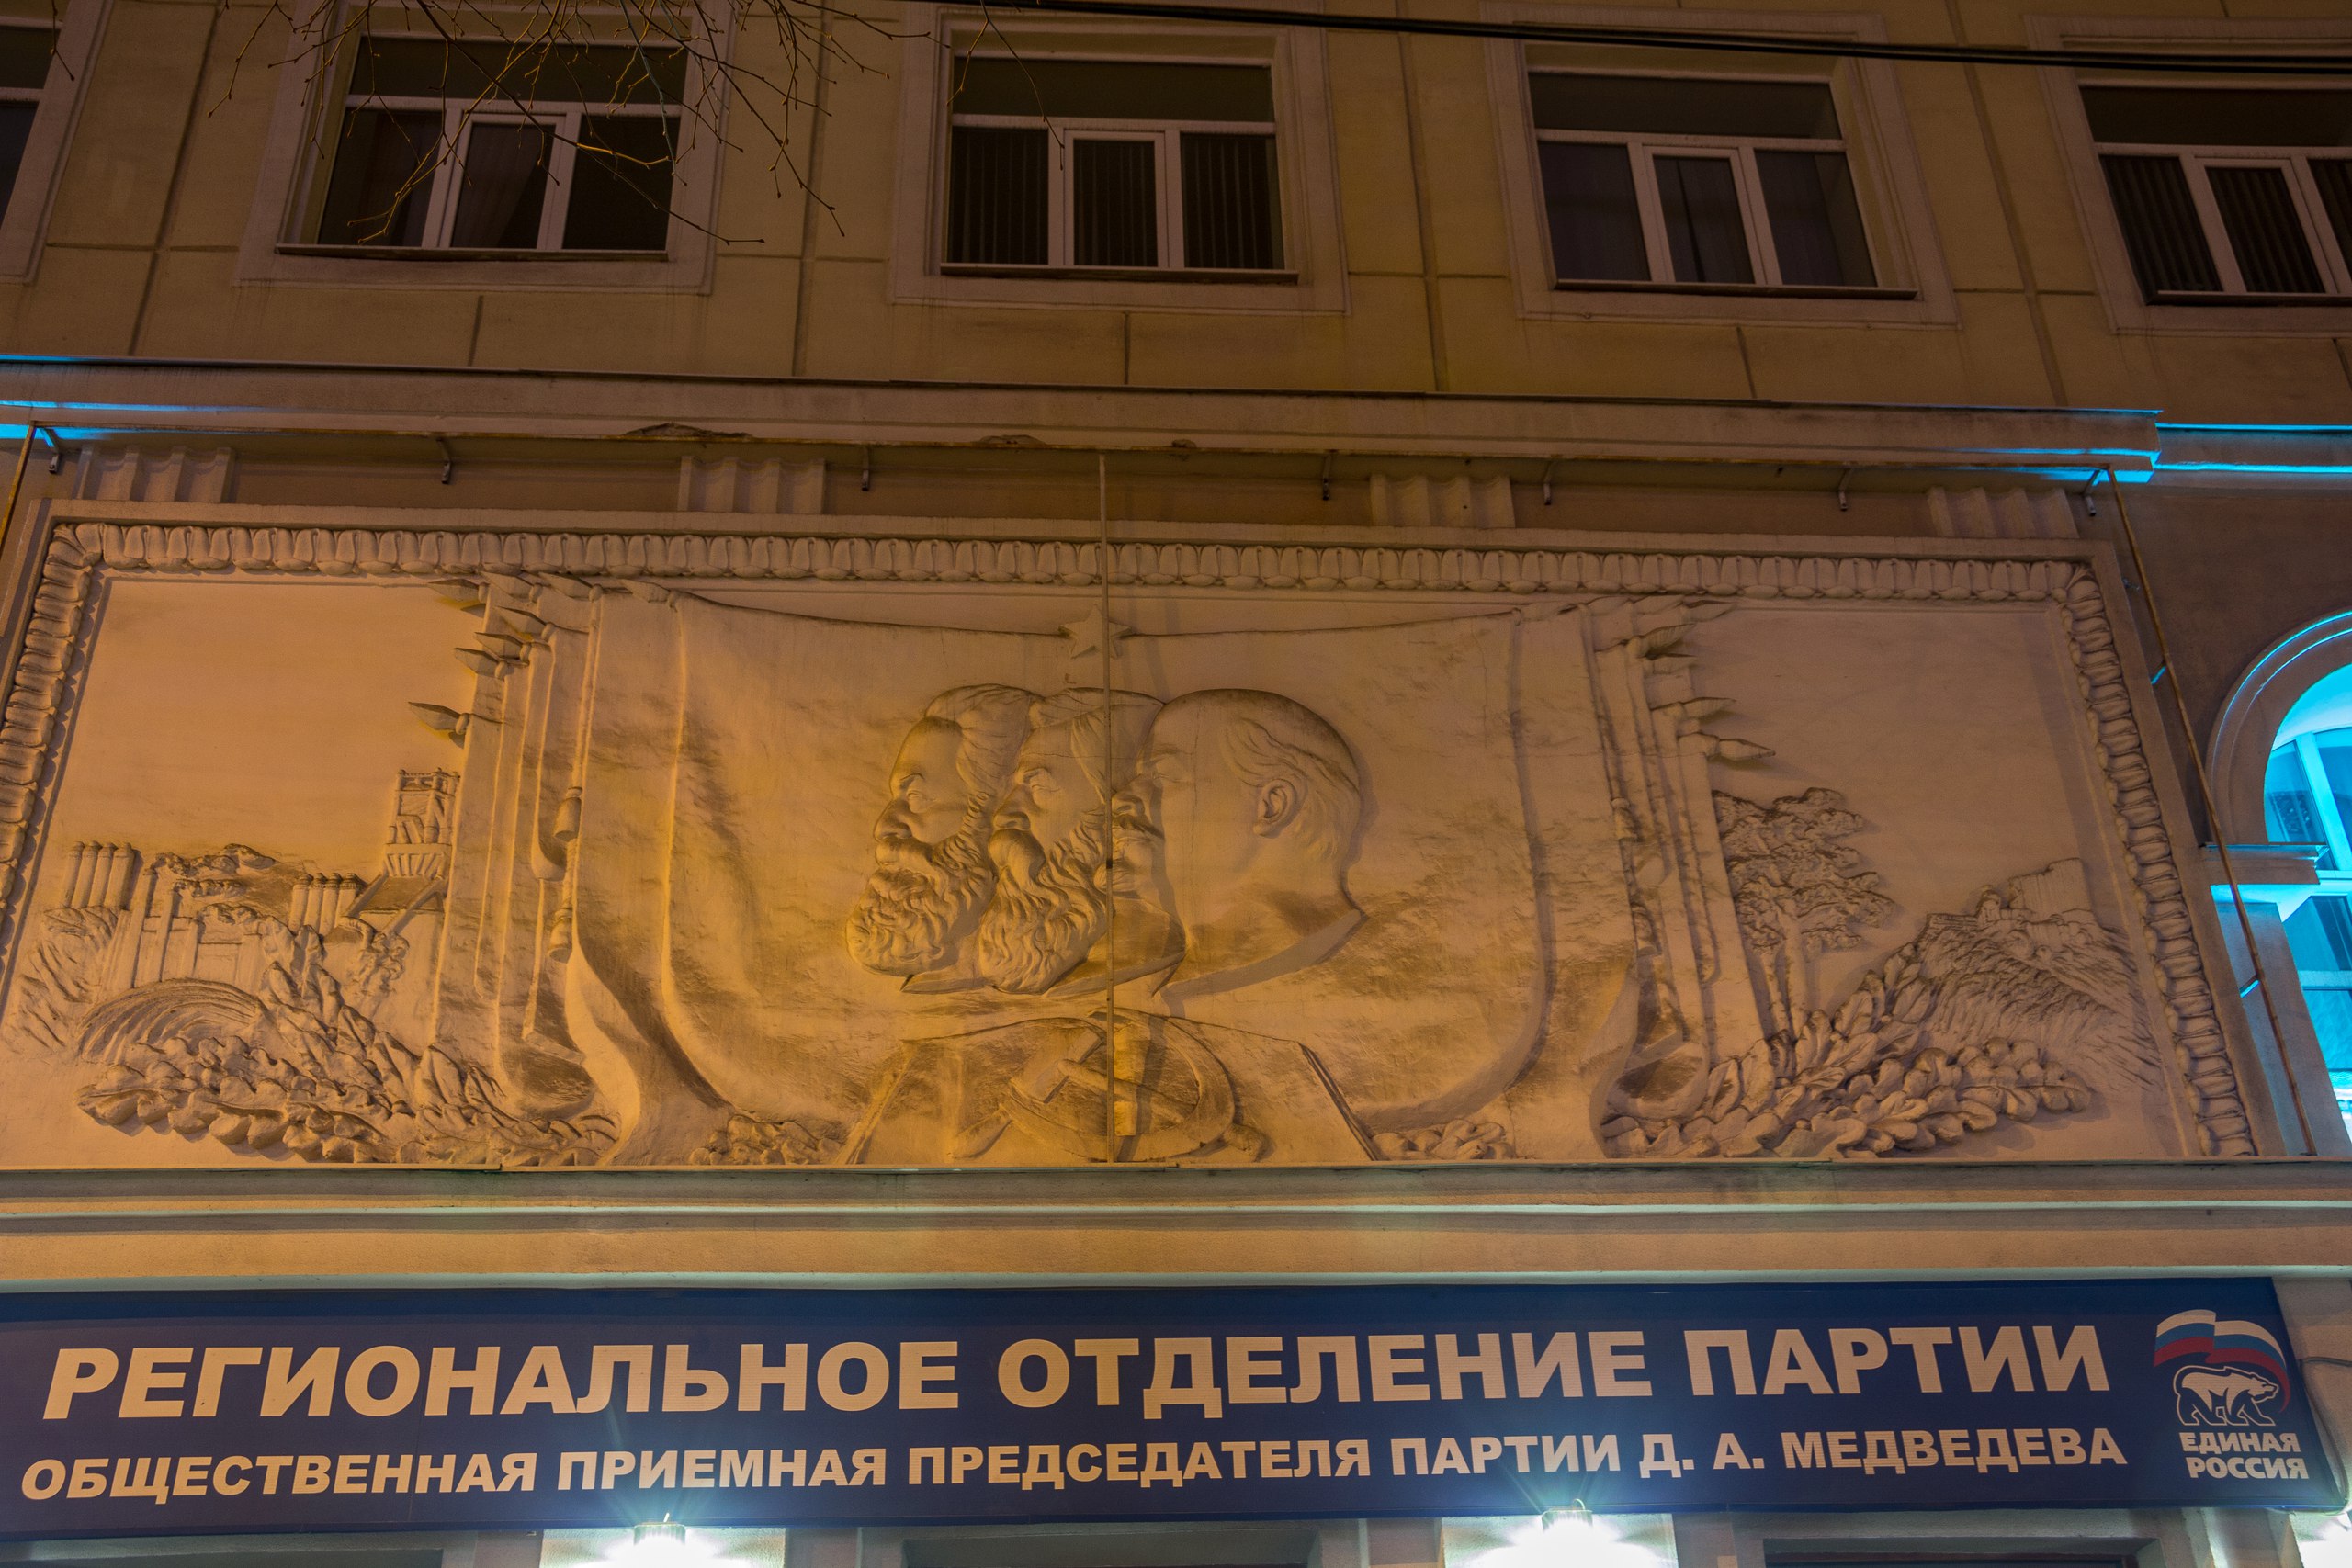 РЕГИОНАЛЬНОЕ ОТДЕЛЕНИЕ ПАРТИИ
ОБЩЕСТВЕННАЯ ПРИЕМНАЯ ПРЕДСЕДАТЕЛЯ ПАРТИИ Д. А. МЕДВЕДЕВА
ЕДИНАЯ
РОССИЯ